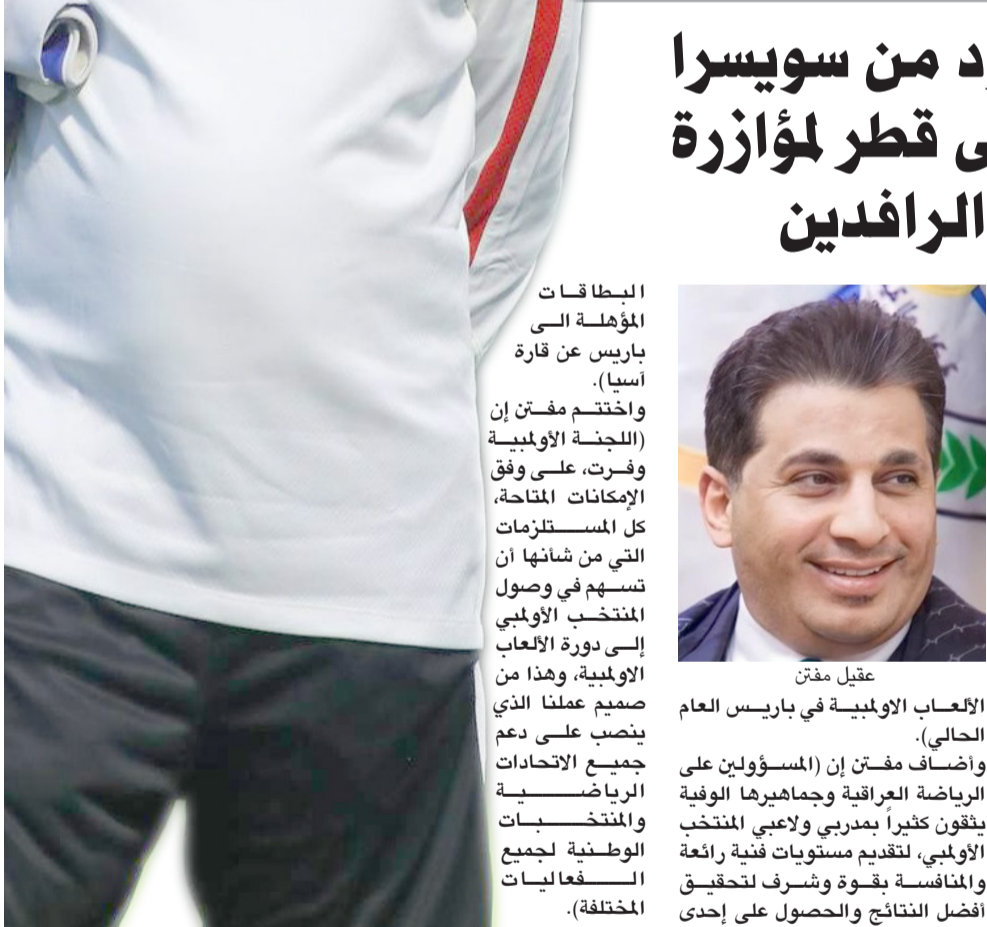 من سويسرا
قطر لمؤازرة
الرافدين
عقيل مفتن
الألعاب الاولمبية في باريس العام
الحالي).
وأضاف مفتن إن (المسؤولين على
الرياضة العراقية وجماهيرها الوفية
يثقون كثيراً بمدربي ولاعبي المنتخب
الأولمبي، لتقديم مستويات فنية رائعة
والمنافسة بقوة وشرف لتحقيق
أفضل النتائج والحصول على إحدى
البطاقات
المؤهلة الى
باريس عن قارة
آسيا).
واختتم مفتن إن
(اللجنة الأولمبية
وفرت، على وفق
الإمكانات المتاحة،
كل المستلزمات
التي من شأنها أن
تسهم في وصول
المنتخب الأولمبي
إلى دورة الألعاب
الاولمبية، وهذا من
صميم عملنا الذي
ينصب على دعم
جميع الاتحادات
الرياضية
والمنتخبات
الوطنية لجميع
الفعاليات
المختلفة).